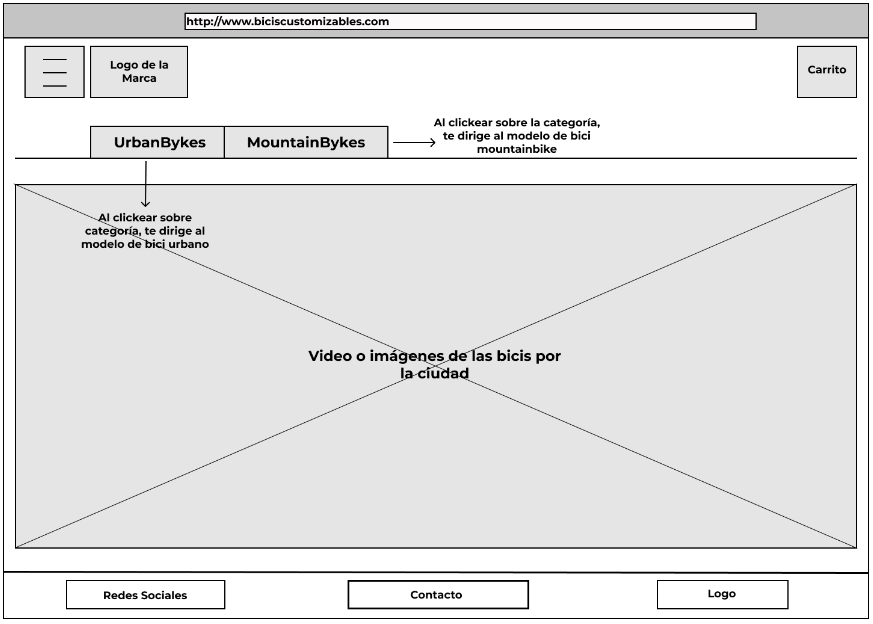 http://www.biciscustomizables.com
Logo de la
Marca
Carrito
UrbanBykes
MountainBykes
Al clickear sobre la categoría,
te dirige al modelo de bici
mountainbike
Al clickear sobre
categoría, te dirige al
modelo de bici urbano
Video o imágenes de las bicis por
la ciudad
Redes Sociales
Contacto
Logo